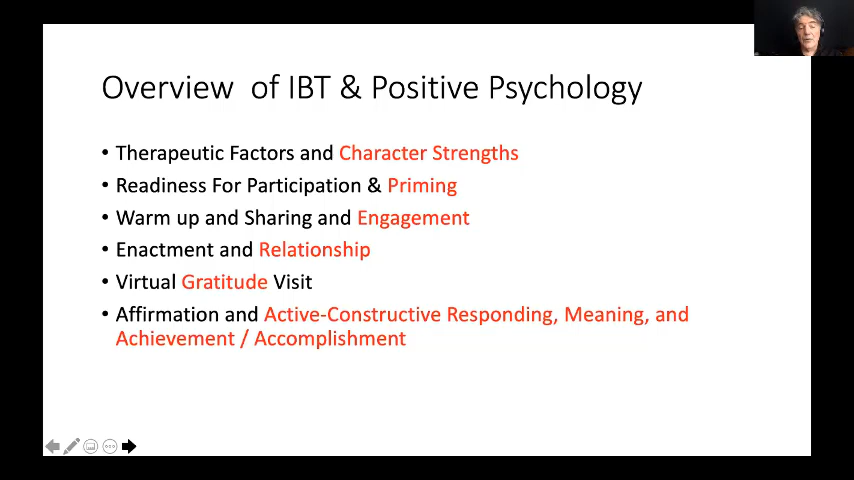 Overview of IBT & Positive Psychology
• Therapeutic Factors and Character Strengths
• Readiness For Participation & Priming
• Warm up and Sharing and Engagement
• Enactment and Relationship
• Virtual Gratitude Visit
• Affirmation and Active-Constructive Responding, Meaning, and
Achievement / Accomplishment